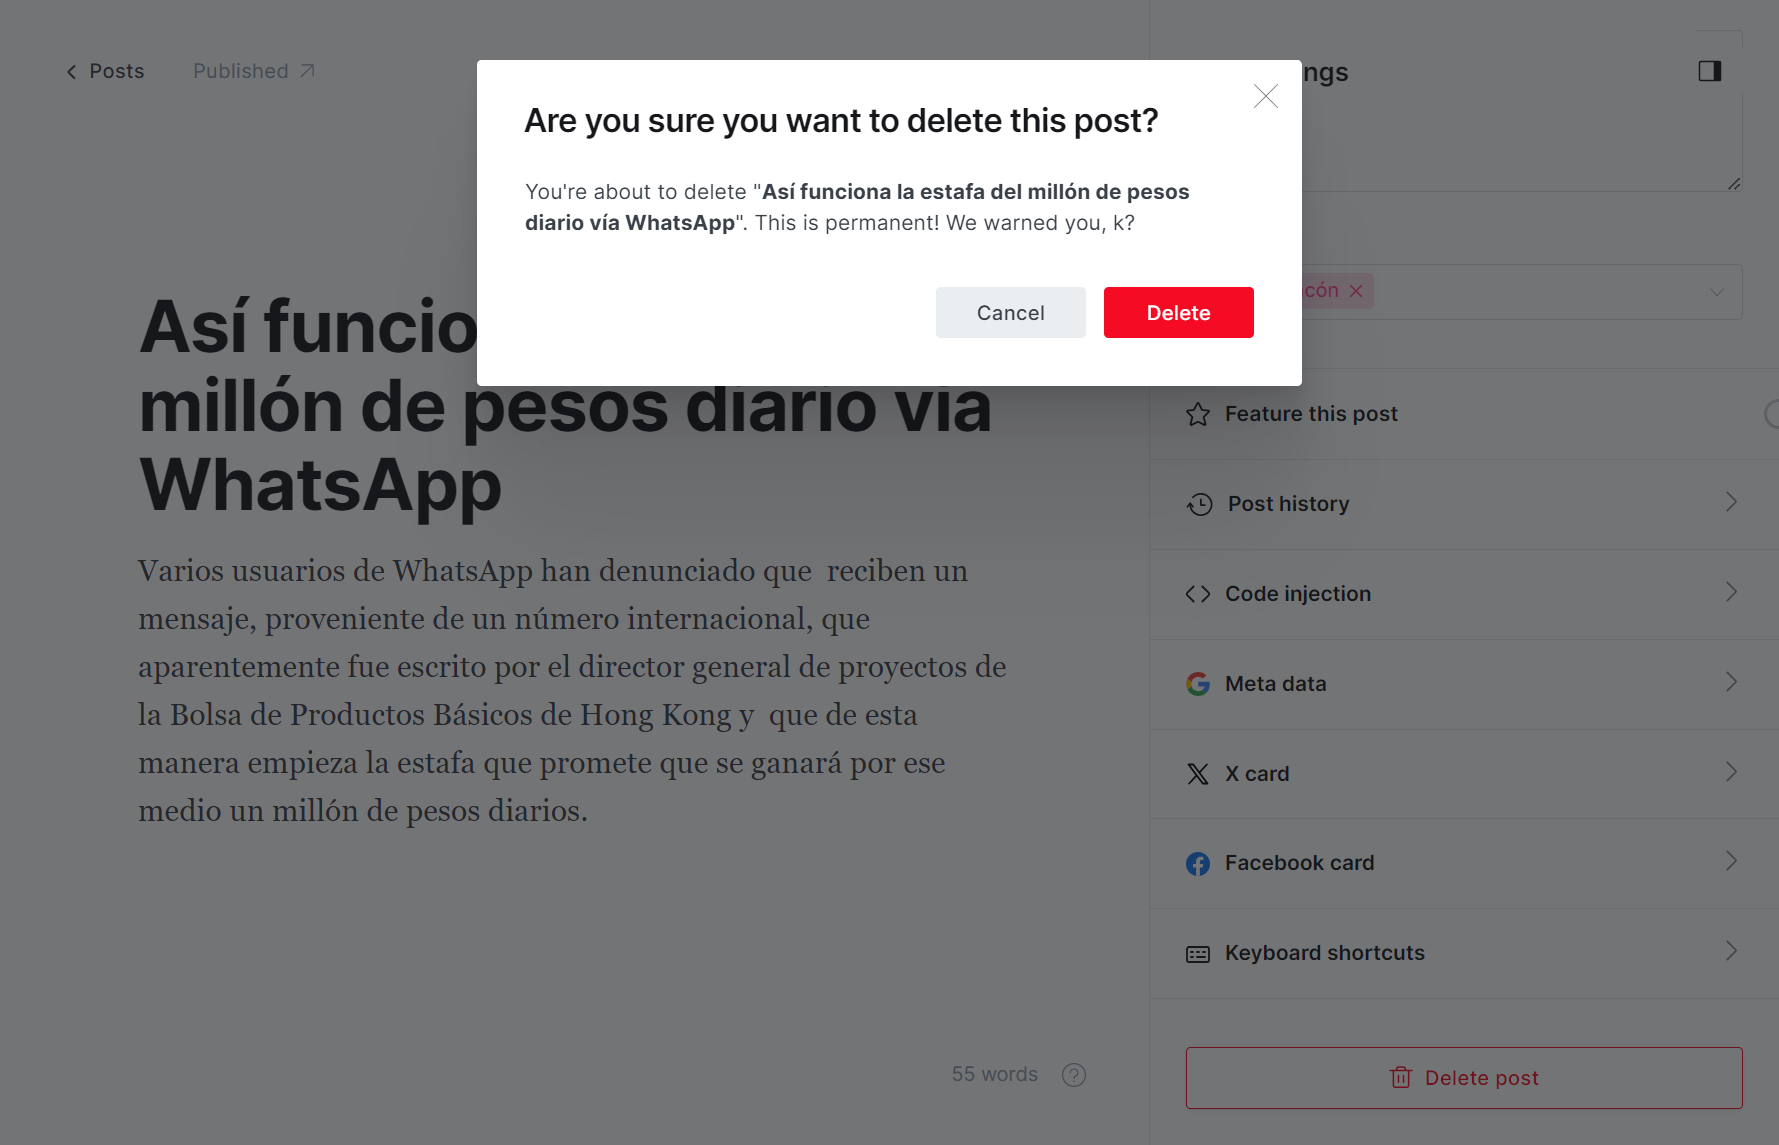 Posts
Published
Are you sure you want to delete this post?
You're about to delete "Así funciona la estafa del millón de pesos
diario vía WhatsApp". This is permanent! We warned you, k?
Cancel
Delete
Así funcio
millón de pesos diario vía
WhatsApp
Varios usuarios de WhatsApp han denunciado que  reciben un
mensaje, proveniente de un número internacional, que
aparentemente fue escrito por el director general de proyectos de
la Bolsa de Productos Básicos de Hong Kong y  que de esta
manera empieza la estafa que promete que se ganará por ese
medio un millón de pesos diarios.
55 words
ngs
cón
Feature this post
Post history
Code injection
Meta data
X card
Facebook card
Keyboard shortcuts
Delete post